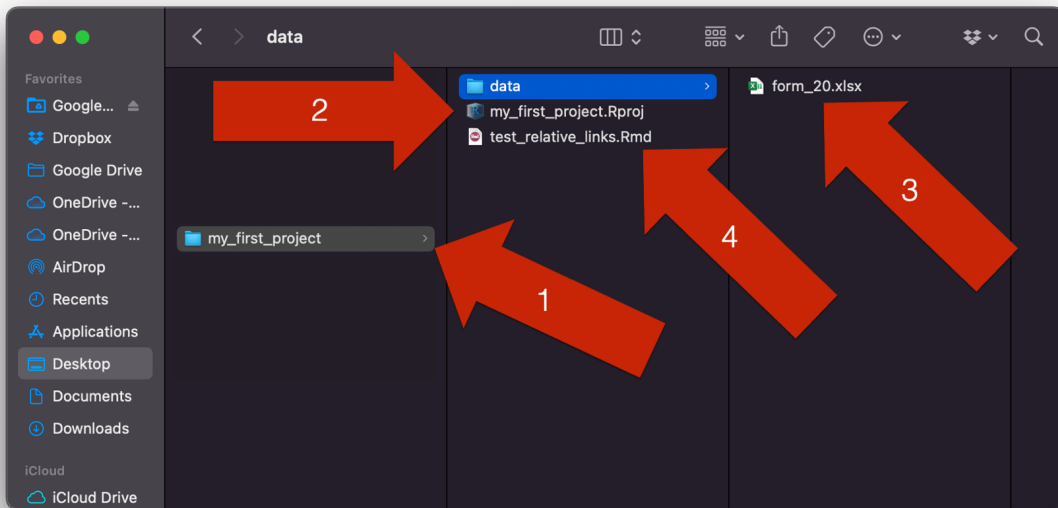 data
Favorites
Google...
Dropbox
Google Drive
OneDrive -...
OneDrive -...
AirDrop
Recents
Applications
Desktop
Documents
Downloads
iCloud
iCloud Drive
my_first_project
data
my_first_project.Rproj
test_relative_links.Rmd
form_20.xlsx
2
1
4
3